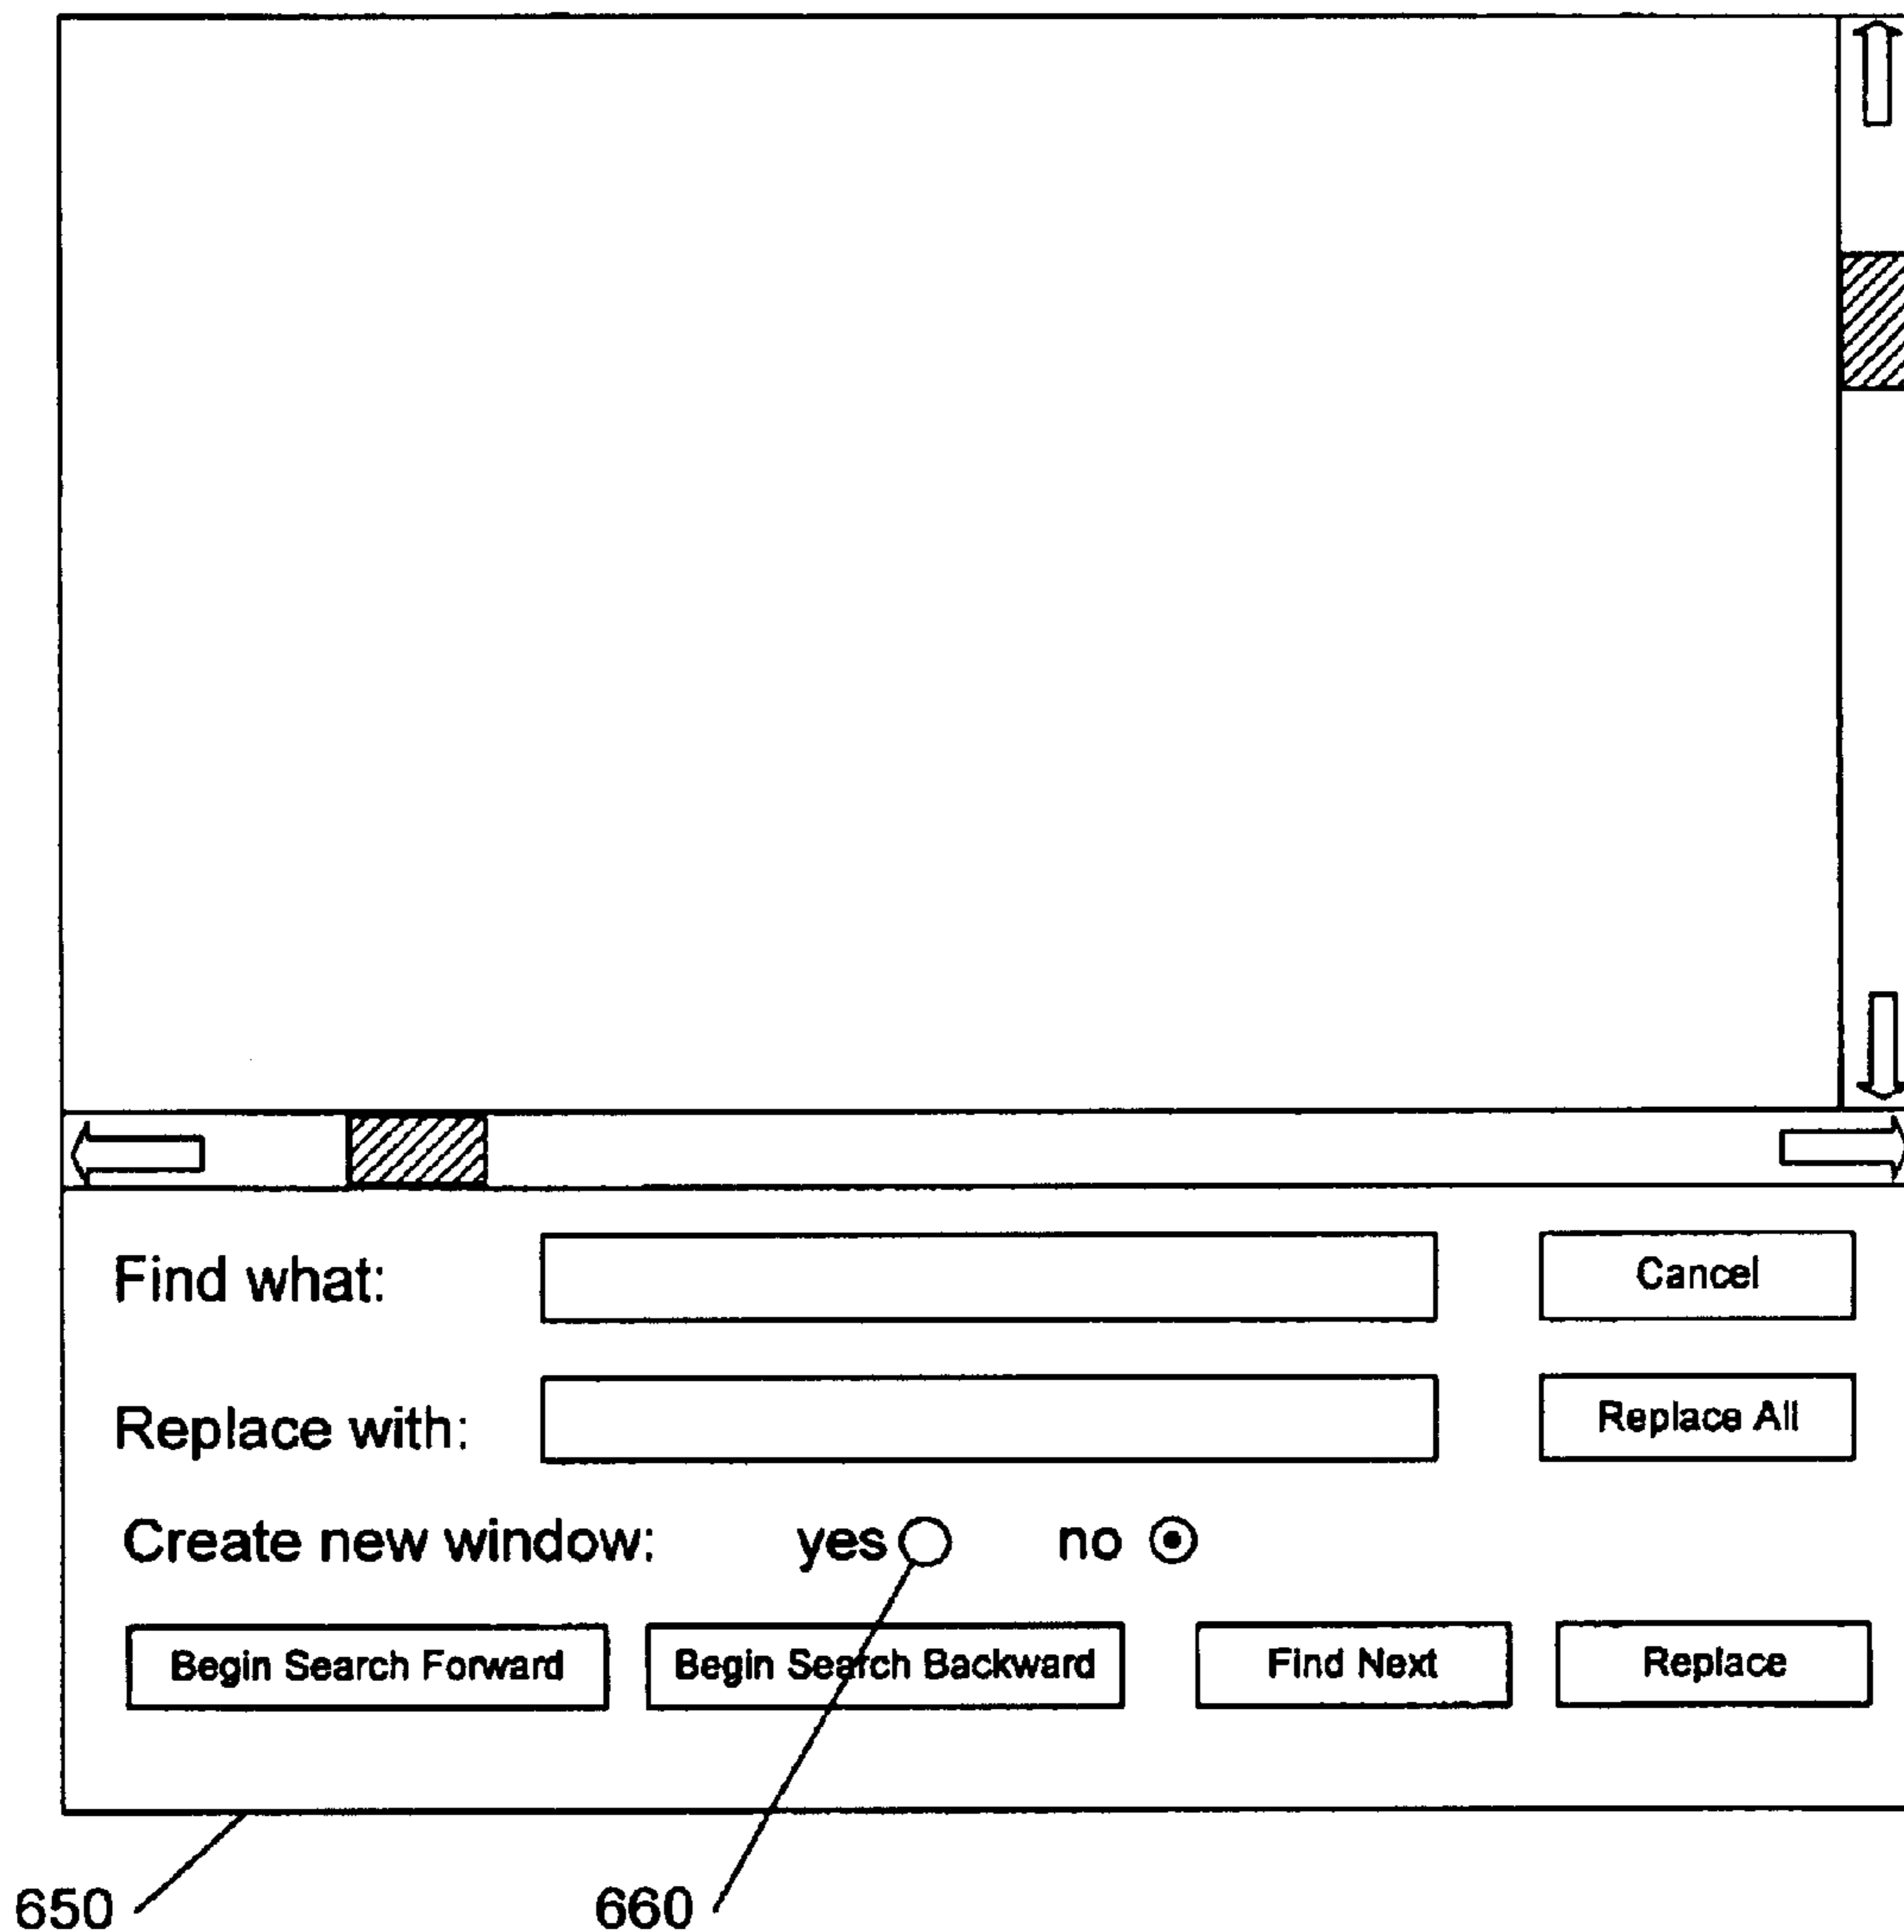 Find what: Cancel
Replace with: Replace All
Create new window: yes no
Begin Search Forward Begin Search Backward Find Next Replace
650 660